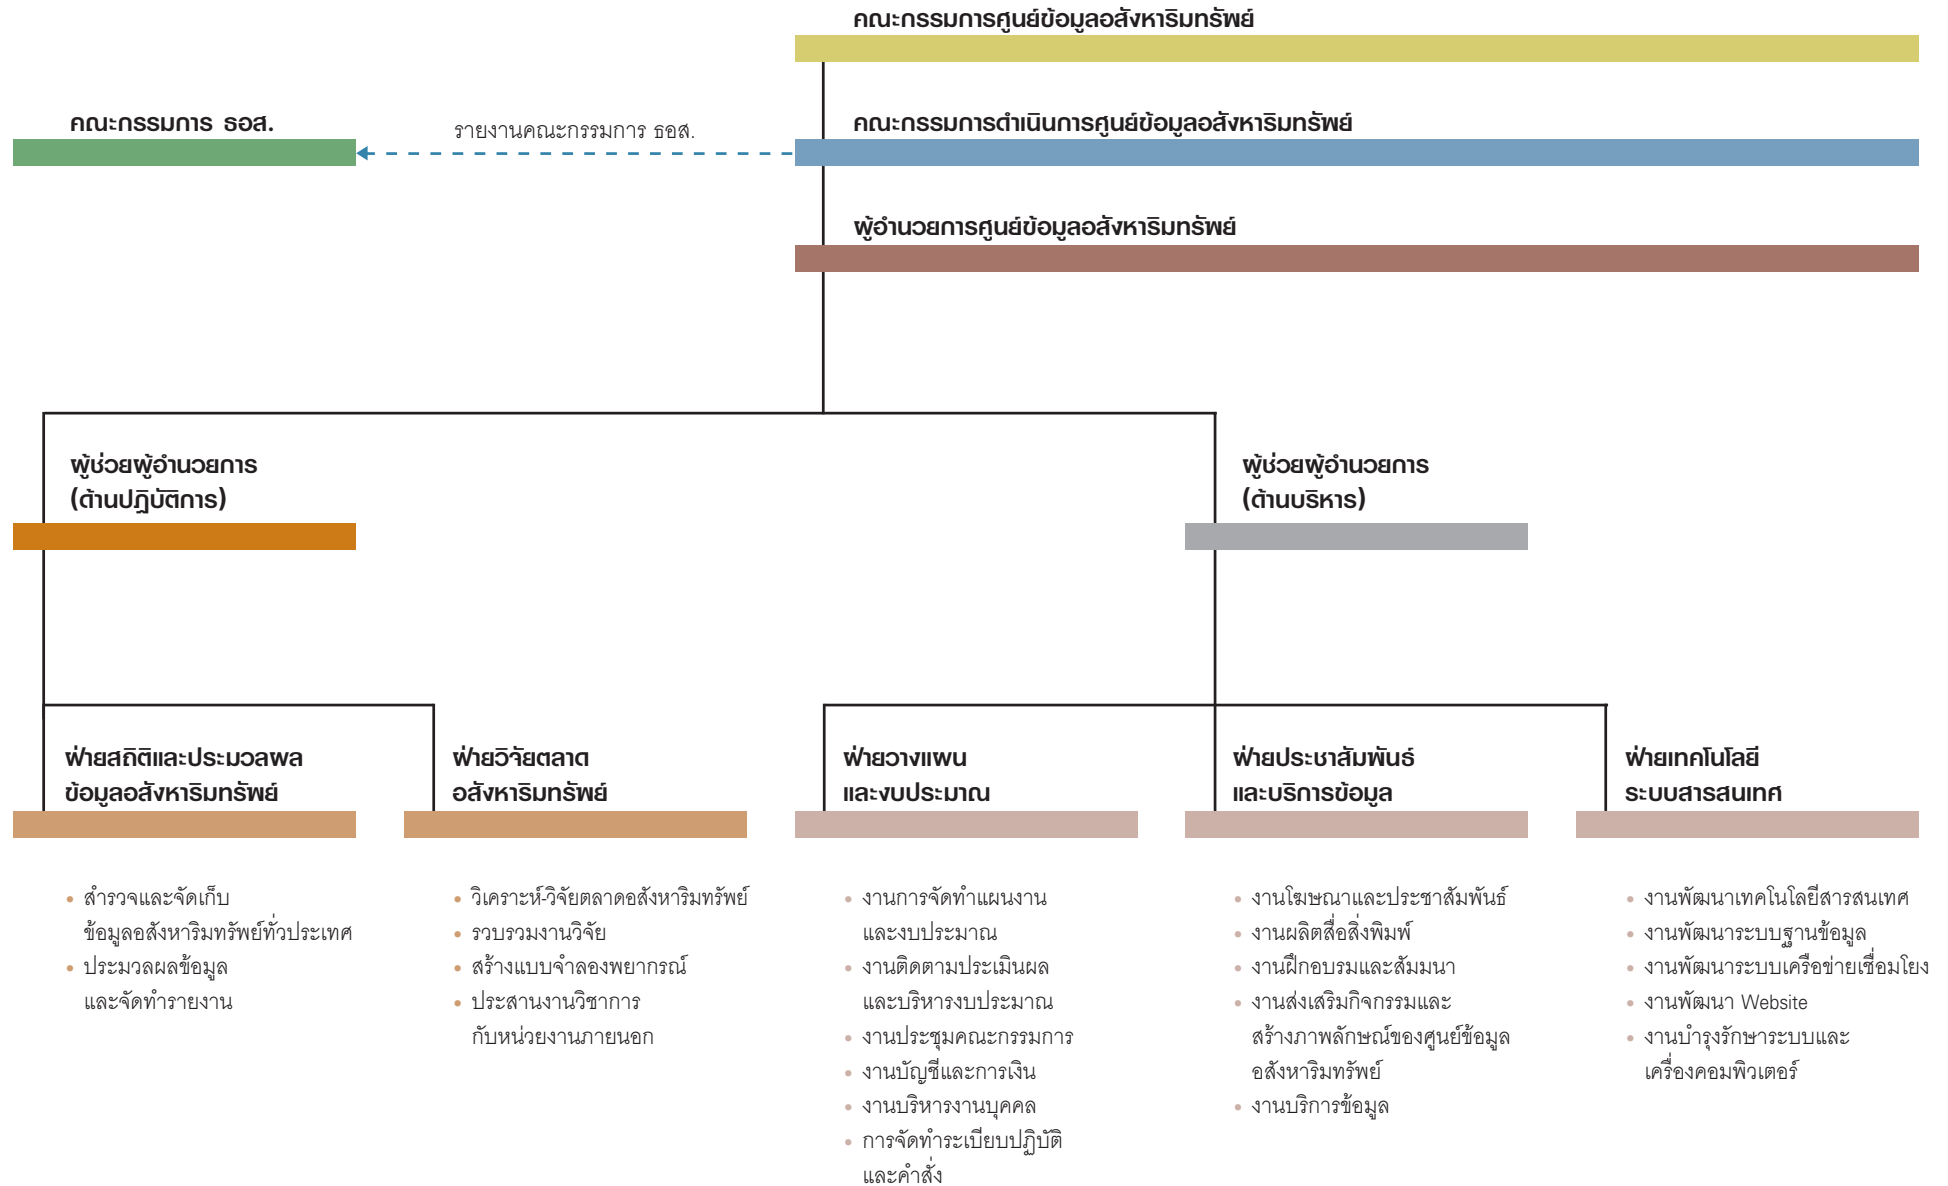 คณะกรรมการศูนย์ข้อมูลอสังหาริมทรัพย์
คณะกรรมการ ธอส.
รายงานคณะกรรมการ ธอส.
คณะกรรมการดำเนินการศูนย์ข้อมูลอสังหาริมทรัพย์
ผู้อำนวยการศูนย์ข้อมูลอสังหาริมทรัพย์
ผู้ช่วยผู้อำนวยการ
(ด้านปฏิบัติการ)
ผู้ช่วยผู้อำนวยการ
(ด้านบริหาร)
ฝ่ายสถิติและประมวลผล
ข้อมูลอสังหาริมทรัพย์
• สำรวจและจัดเก็บ
ข้อมูลอสังหาริมทรัพย์ทั่วประเทศ
• ประมวลผลข้อมูล
และจัดทำรายงาน
ฝ่ายวิจัยตลาด
อสังหาริมทรัพย์
• วิเคราะห์-วิจัยตลาดอสังหาริมทรัพย์
• รวบรวมงานวิจัย
• สร้างแบบจำลองพยากรณ์
• ประสานงานวิชาการ
กับหน่วยงานภายนอก
ฝ่ายวางแผน
และงบประมาณ
• งานการจัดทำแผนงาน
และงบประมาณ
• งานติดตามประเมินผล
และบริหารงบประมาณ
• งานประชุมคณะกรรมการ
• งานบัญชีและการเงิน
• งานบริหารงานบุคคล
• การจัดทำระเบียบปฏิบัติ
และคำสั่ง
ฝ่ายประชาสัมพันธ์
และบริการข้อมูล
• งานโฆษณาและประชาสัมพันธ์
• งานผลิตสื่อสิ่งพิมพ์
• งานฝึกอบรมและสัมมนา
• งานส่งเสริมกิจกรรมและ
สร้างภาพลักษณ์ของศูนย์ข้อมูล
อสังหาริมทรัพย์
• งานบริการข้อมูล
ฝ่ายเทคโนโลยี
ระบบสารสนเทศ
• งานพัฒนาเทคโนโลยีสารสนเทศ
• งานพัฒนาระบบฐานข้อมูล
• งานพัฒนาระบบเครือข่ายเชื่อมโยง
• งานพัฒนา Website
• งานบำรุงรักษาระบบและ
เครื่องคอมพิวเตอร์